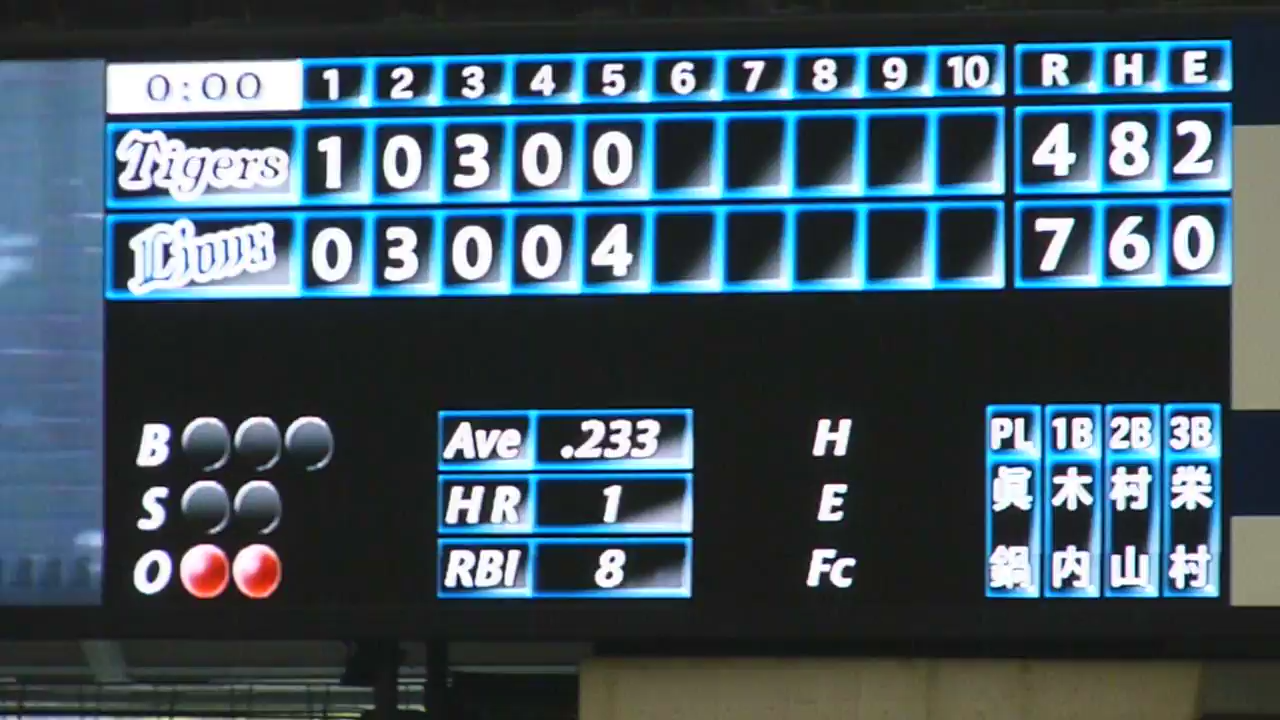 0:00 1 2 3 4 5 6 7 8 9 10 R H E
Tigers 1 0 3 0 0 4 8 2
Lions 0 3 0 0 4 7 6 0
B Ave .233 H PL 1B 2B 3B
S HR 1 E 眞 木 村 栄
O RBI 8 Fc 鍋 内 山 村